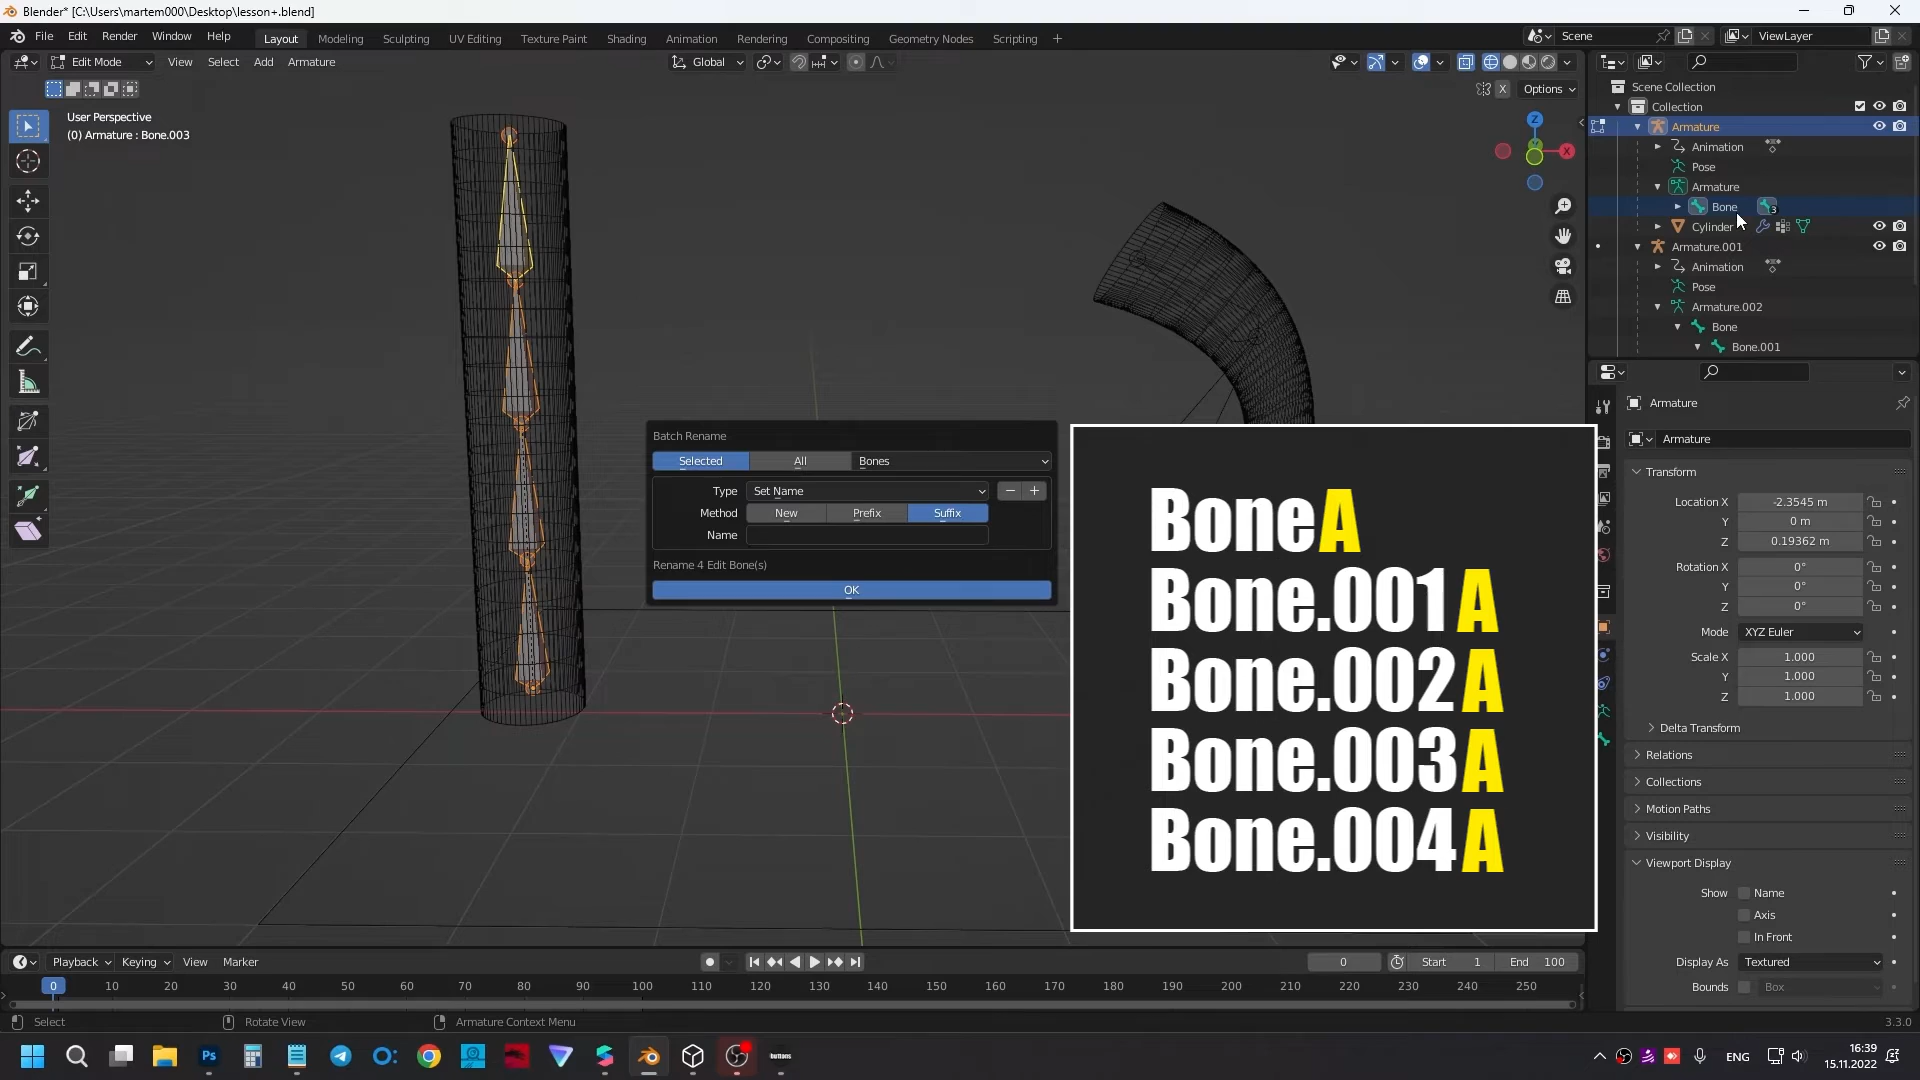 Blender* [C:\Users\martem000\Desktop\lesson+.blend]
File Edit Render Window Help Layout Modeling Sculpting UV Editing Texture Paint Shading Animation Rendering Compositing Geometry Nodes Scripting + Scene ViewLayer
Edit Mode View Select Add Armature Global
X Options
User Perspective
(0) Armature : Bone.003
Z
X
Scene Collection
Collection
Armature
Animation
Pose
Armature
Bone 3
Cylinder
Armature.001
Animation
Pose
Armature.002
Bone
Bone.001
Batch Rename
Selected All Bones
Type Set Name
Method New Prefix Suffix
Name
Rename 4 Edit Bone(s)
OK
BoneA
Bone.001A
Bone.002A
Bone.003A
Bone.004A
Armature
Armature
Transform
Location X -2.3545 m
Y 0 m
Z 0.19362 m
Rotation X 0°
Y 0°
Z 0°
Mode XYZ Euler
Scale X 1.000
Y 1.000
Z 1.000
Delta Transform
Relations
Collections
Motion Paths
Visibility
Viewport Display
Show Name
Axis
In Front
Display As Textured
Bounds Box
Playback Keying View Marker 0 Start 1 End 100
0 10 20 30 40 50 60 70 80 90 100 110 120 130 140 150 160 170 180 190 200 210 220 230 240 250
Select Rotate View Armature Context Menu 3.3.0
Ps buttons ENG 16:39
15.11.2022